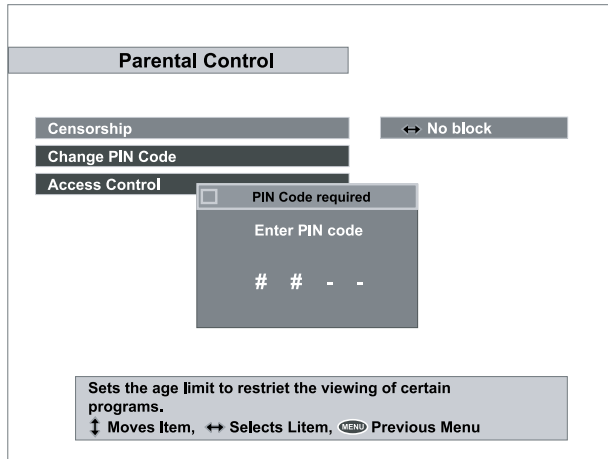 Parental Control
Censorship
↔ No block
Change PIN Code
Access Control
PIN Code required
Enter PIN code
# # - -
Sets the age limit to restriet the viewing of certain
programs.
↕ Moves Item, ↔ Selects Litem, MENU Previous Menu